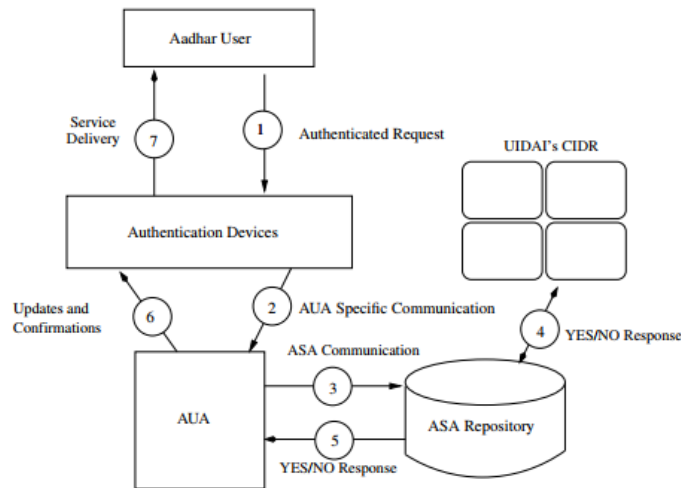 Aadhar User
Service
Delivery
7
1
Authenticated Request
UIDAI's CIDR
Authentication Devices
Updates and
Confirmations
6
2
AUA Specific Communication
4
YES/NO Response
ASA Communication
3
AUA
ASA Repository
5
YES/NO Response